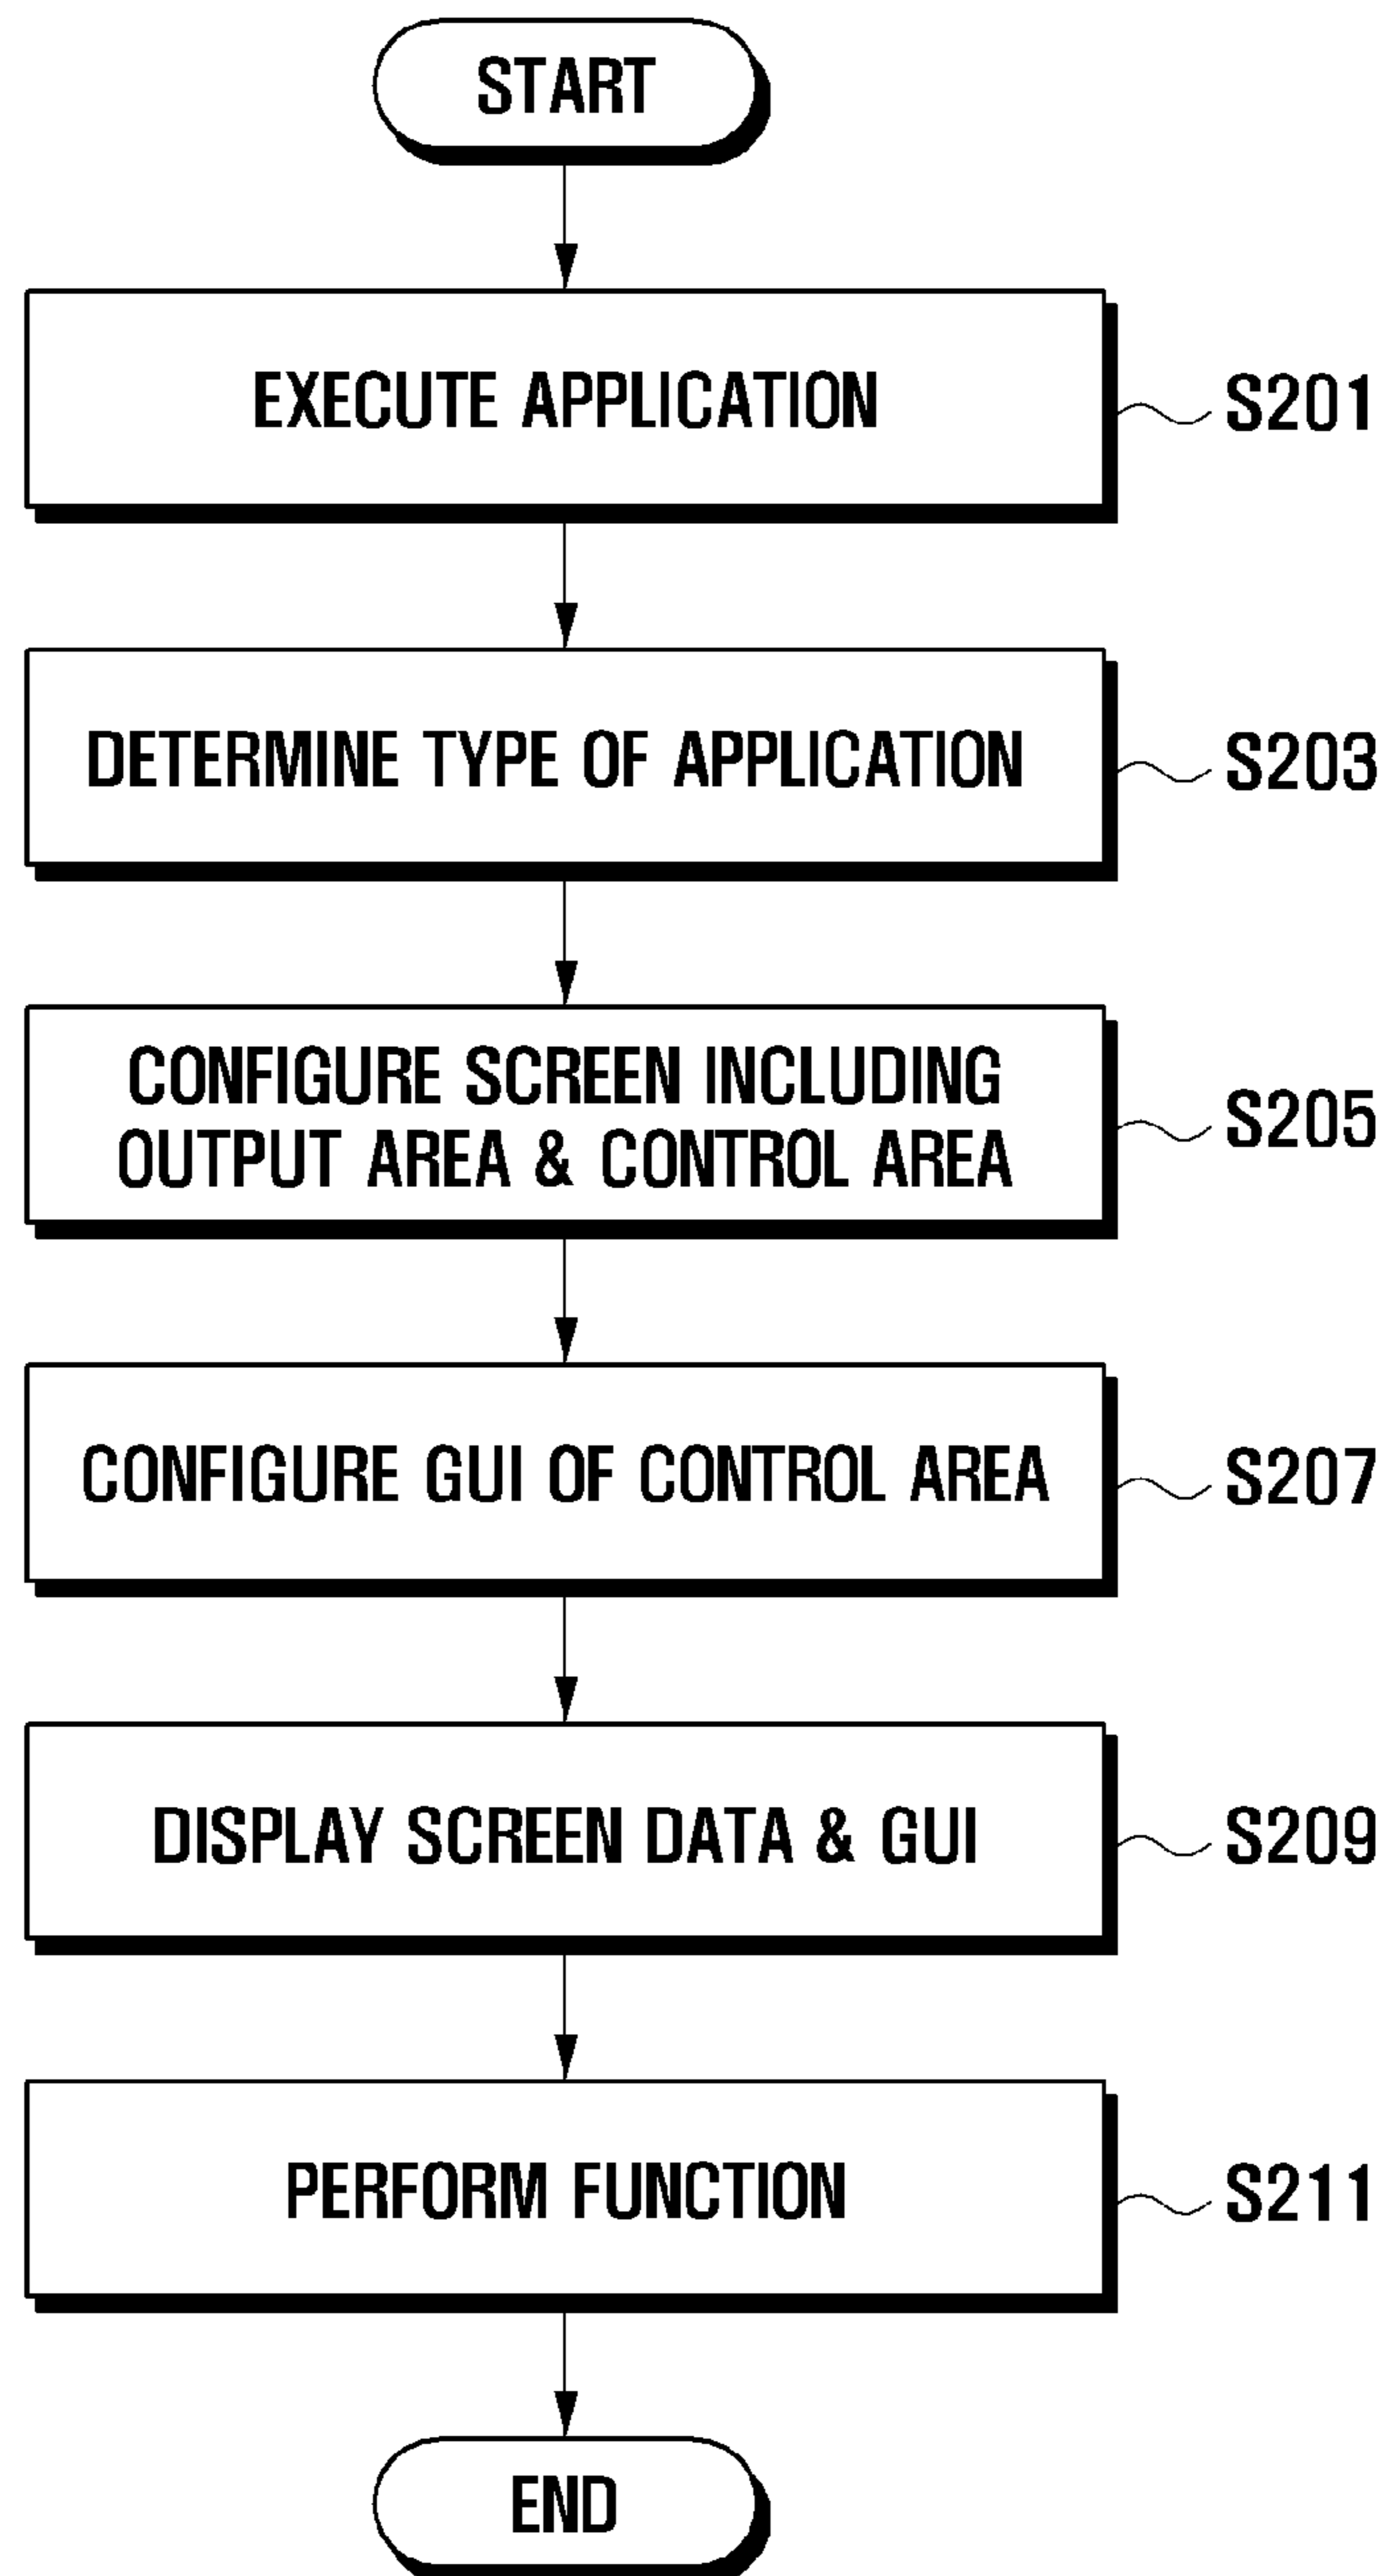 START
EXECUTE APPLICATION
S201
DETERMINE TYPE OF APPLICATION
S203
CONFIGURE SCREEN INCLUDING
OUTPUT AREA & CONTROL AREA
S205
CONFIGURE GUI OF CONTROL AREA
S207
DISPLAY SCREEN DATA & GUI
S209
PERFORM FUNCTION
S211
END